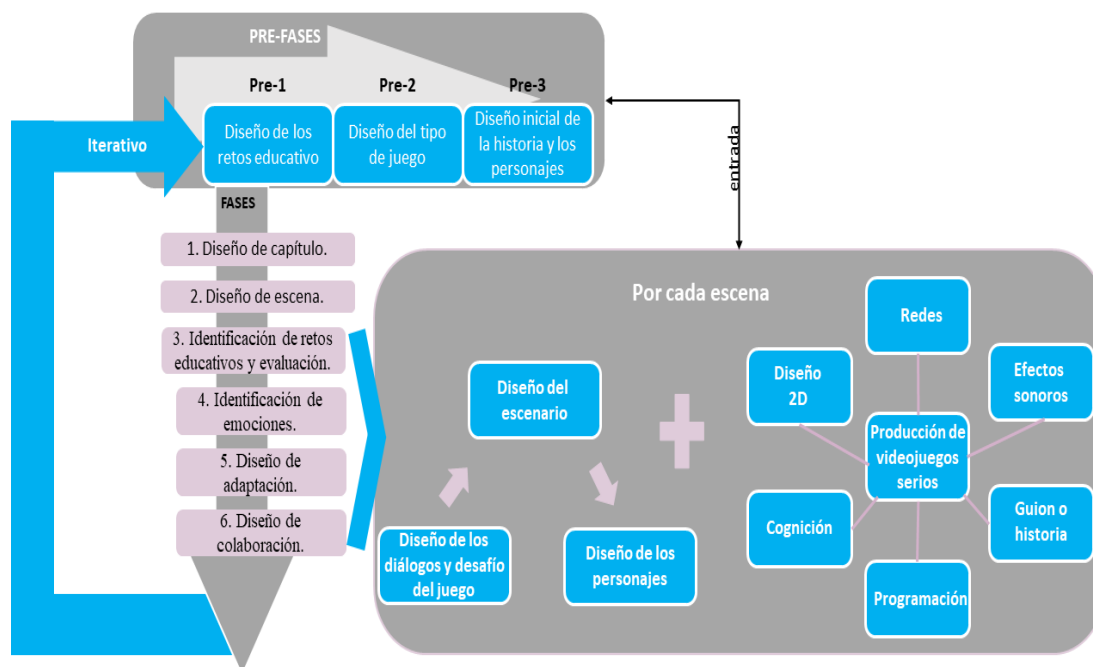 PRE-FASES
Pre-1
Pre-2
Pre-3
Iterativo
Diseño de los
retos educativo
Diseño del tipo
de juego
Diseño inicial de
la historia y los
personajes
entrada
FASES
1. Diseño de capítulo.
2. Diseño de escena.
3. Identificación de retos
educativos y evaluación.
4. Identificación de
emociones.
5. Diseño de
adaptación.
6. Diseño de
colaboración.
Por cada escena
Diseño del
escenario
Diseño de los
diálogos y desafío
del juego
Diseño de los
personajes
Redes
Diseño
2D
Efectos
sonoros
Producción de
videojuegos
serios
Cognición
Guion o
historia
Programación